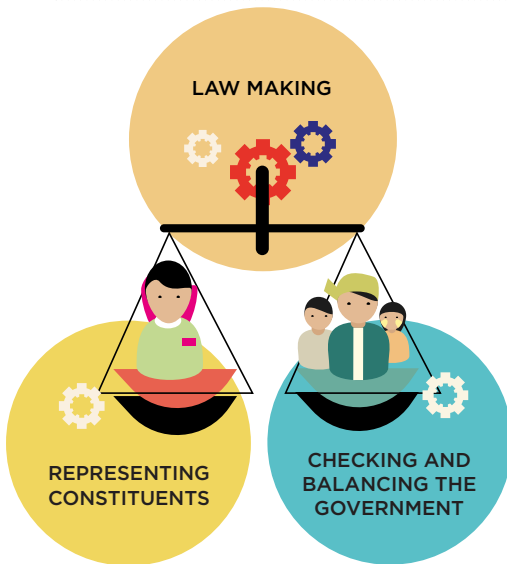 LAW MAKING
REPRESENTING
CONSTITUENTS
CHECKING AND
BALANCING THE
GOVERNMENT